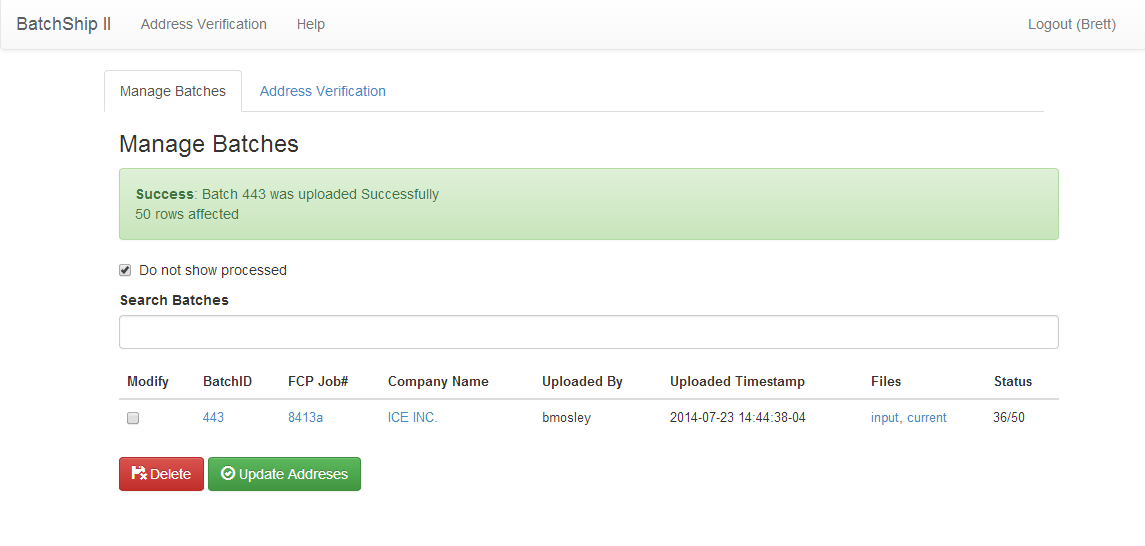 BatchShip II Address Verification Help Logout (Brett)
Manage Batches Address Verification
Manage Batches
Success: Batch 443 was uploaded Successfully
50 rows affected
Do not show processed
Search Batches
Modify BatchID FCP Job# Company Name Uploaded By Uploaded Timestamp Files Status
443 8413a ICE INC. bmosley 2014-07-23 14:44:38-04 input, current 36/50
Delete Update Addreses